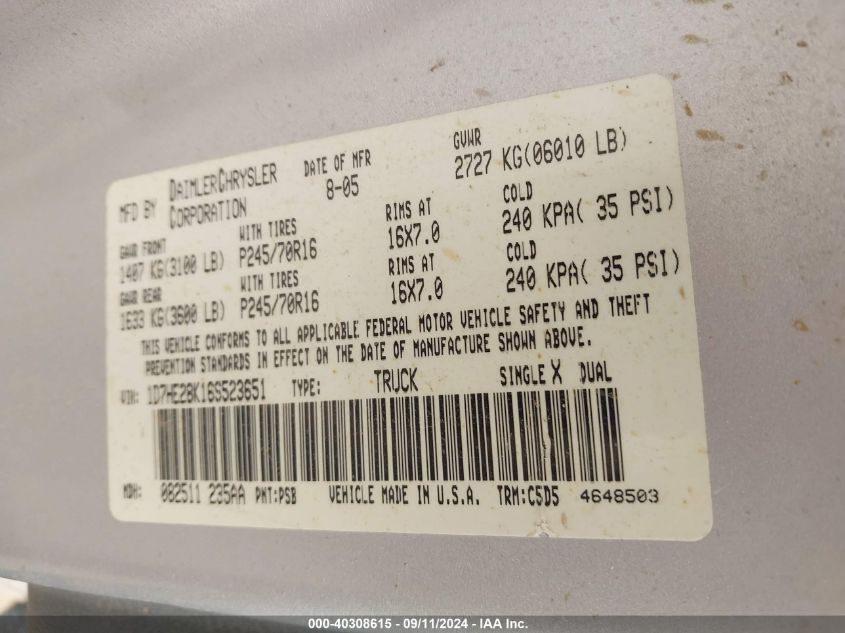 MFD BY DAIMLERCHRYSLER CORPORATION
DATE OF MFR 8-05
GVWR 2727 KG(06010 LB)
GAWR FRONT WITH TIRES RIMS AT COLD
1407 KG(3100 LB) P245/70R16 16X7.0 240 KPA( 35 PSI)
GAWR REAR WITH TIRES RIMS AT COLD
1633 KG(3600 LB) P245/70R16 16X7.0 240 KPA( 35 PSI)
THIS VEHICLE CONFORMS TO ALL APPLICABLE FEDERAL MOTOR VEHICLE SAFETY AND THEFT
PREVENTION STANDARDS IN EFFECT ON THE DATE OF MANUFACTURE SHOWN ABOVE.
VIN: 1D7HE28K16S523651 TYPE: TRUCK SINGLE X DUAL
MDH: 082511 235AA PNT:PSB VEHICLE MADE IN U.S.A. TRM:C5D5 4648503
000-40308615 - 09/11/2024 - IAA Inc.